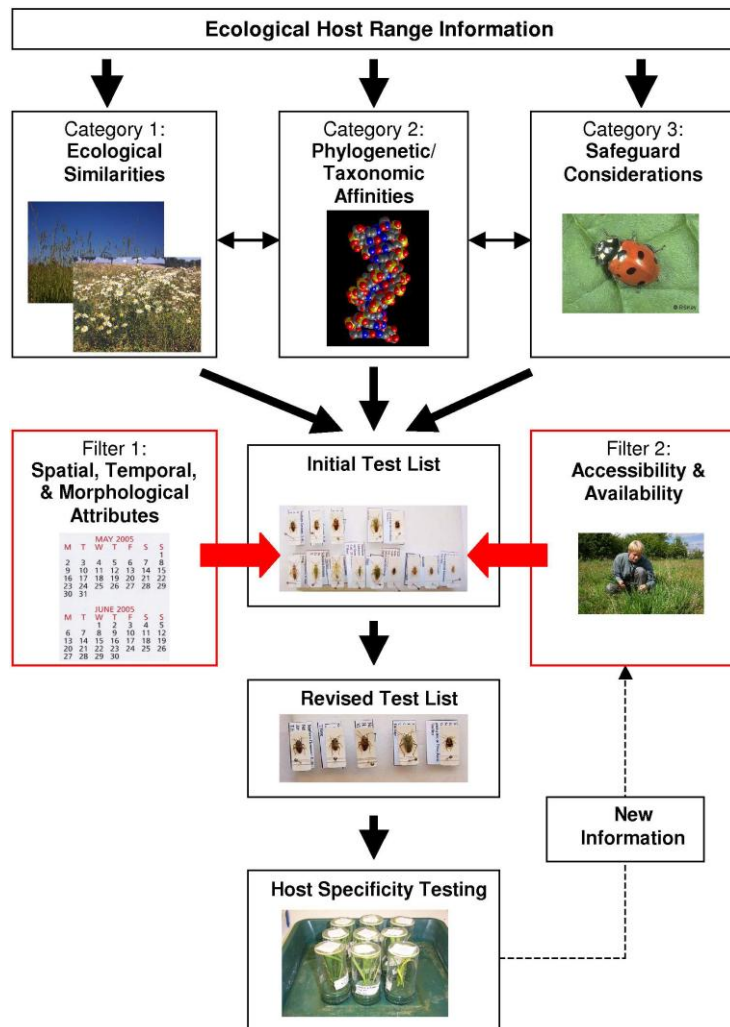 Ecological Host Range Information
Category 1:
Ecological
Similarities
Category 2:
Phylogenetic/
Taxonomic
Affinities
Category 3:
Safeguard
Considerations
Filter 1:
Spatial, Temporal,
& Morphological
Attributes
MAY 2005
M T W T F S S
1
2 3 4 5 6 7 8
9 10 11 12 13 14 15
16 17 18 19 20 21 22
23 24 25 26 27 28 29
30 31
JUNE 2005
M T W T F S S
1 2 3 4 5
6 7 8 9 10 11 12
13 14 15 16 17 18 19
20 21 22 23 24 25 26
27 28 29 30
Initial Test List
Filter 2:
Accessibility &
Availability
Revised Test List
New
Information
Host Specificity Testing